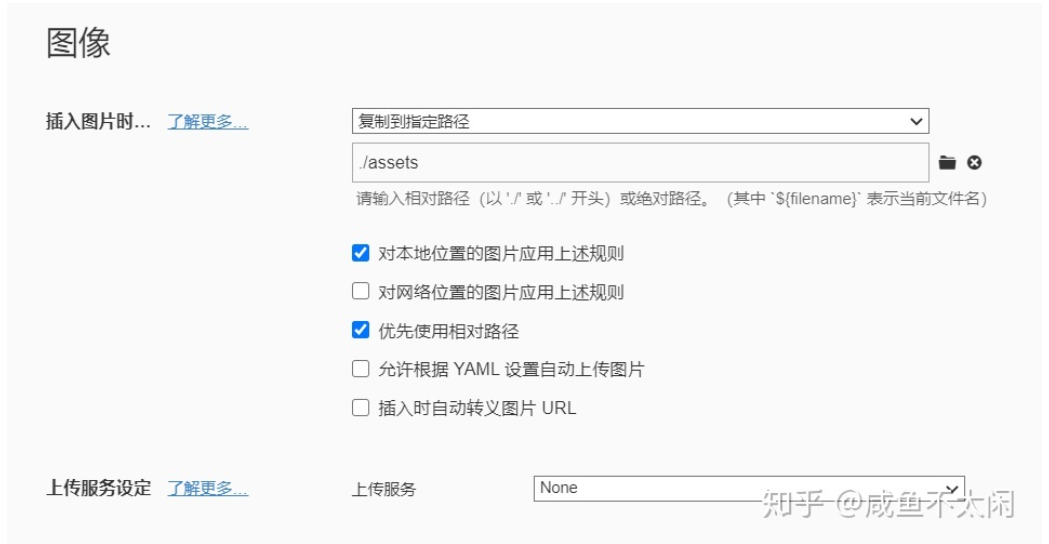 图像
插入图片时... 了解更多... 复制到指定路径
./assets
请输入相对路径（以 './' 或 '../' 开头）或绝对路径。（其中 `${filename}` 表示当前文件名）
对本地位置的图片应用上述规则
对网络位置的图片应用上述规则
优先使用相对路径
允许根据 YAML 设置自动上传图片
插入时自动转义图片 URL
上传服务设定 了解更多... 上传服务 None
知乎 @咸鱼不太闲